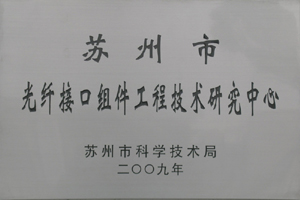 苏州市
光纤接口组件工程技术研究中心
苏州市科学技术局
二〇〇九年